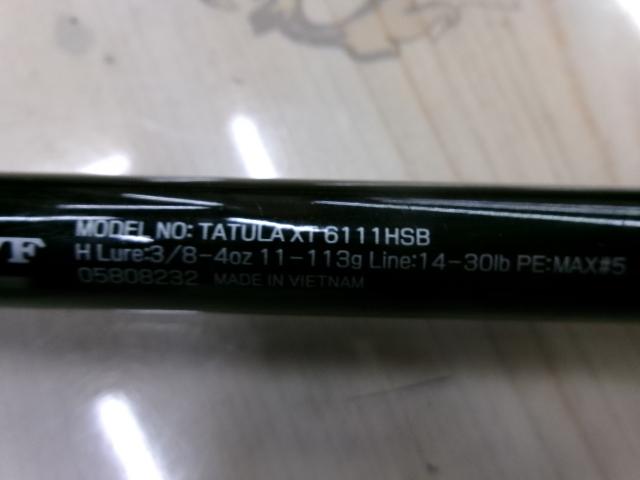 TF
MODEL NO: TATULA XT 6111HSB
H Lure:3/8-4oz 11-113g Line:14-30lb PE:MAX#5
05808232 MADE IN VIETNAM